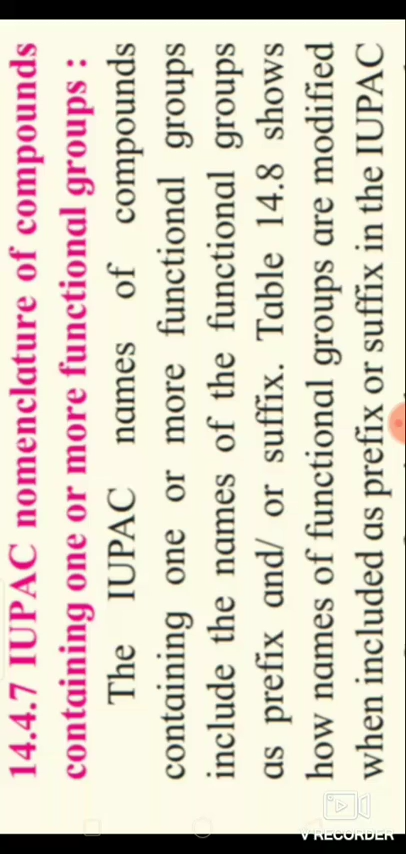 14.4.7 IUPAC nomenclature of compounds
containing one or more functional groups :
The IUPAC names of compounds
containing one or more functional groups
include the names of the functional groups
as prefix and/ or suffix. Table 14.8 shows
how names of functional groups are modified
when included as prefix or suffix in the IUPAC
V RECORDER